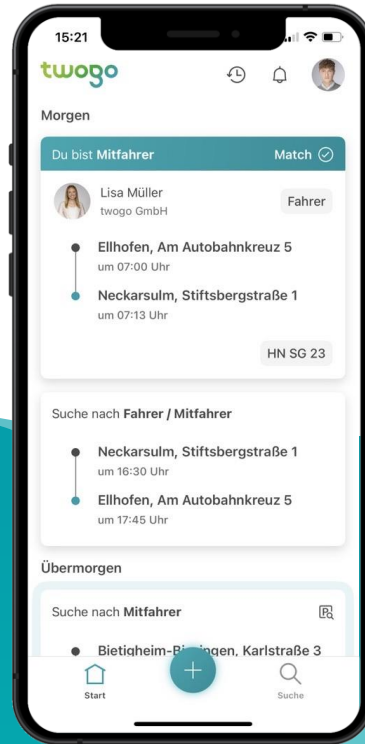 15:21
twogo
Morgen
Du bist Mitfahrer
Match
Lisa Müller
twogo GmbH
Fahrer
Ellhofen, Am Autobahnkreuz 5
um 07:00 Uhr
Neckarsulm, Stiftsbergstraße 1
um 07:13 Uhr
HN SG 23
Suche nach Fahrer / Mitfahrer
Neckarsulm, Stiftsbergstraße 1
um 16:30 Uhr
Ellhofen, Am Autobahnkreuz 5
um 17:45 Uhr
Übermorgen
Suche nach Mitfahrer
Karlstraße 3
Start
Suche